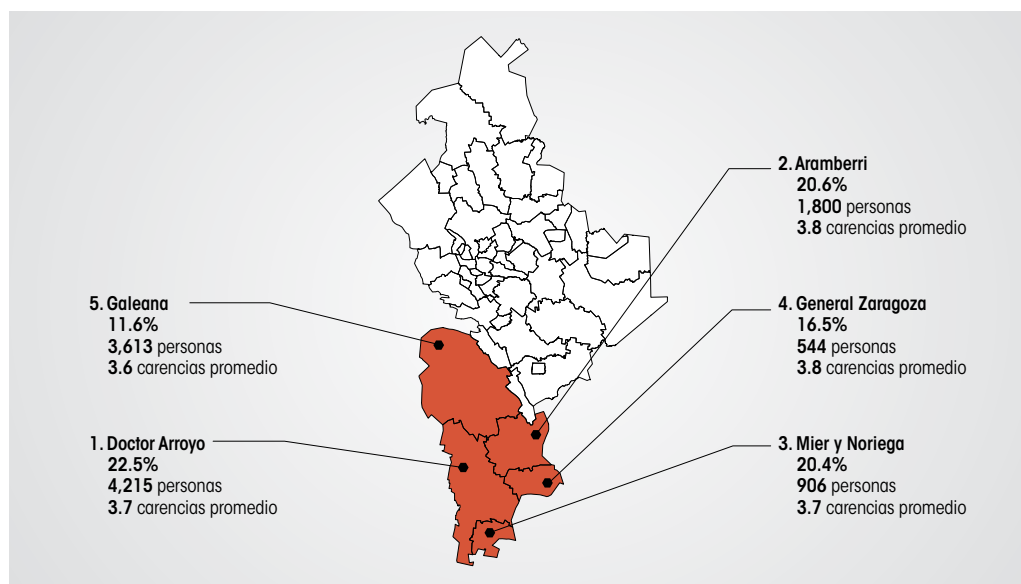 2. Aramberri
20.6%
1,800 personas
3.8 carencias promedio
5. Galeana
11.6%
3,613 personas
3.6 carencias promedio
4. General Zaragoza
16.5%
544 personas
3.8 carencias promedio
1. Doctor Arroyo
22.5%
4,215 personas
3.7 carencias promedio
3. Mier y Noriega
20.4%
906 personas
3.7 carencias promedio